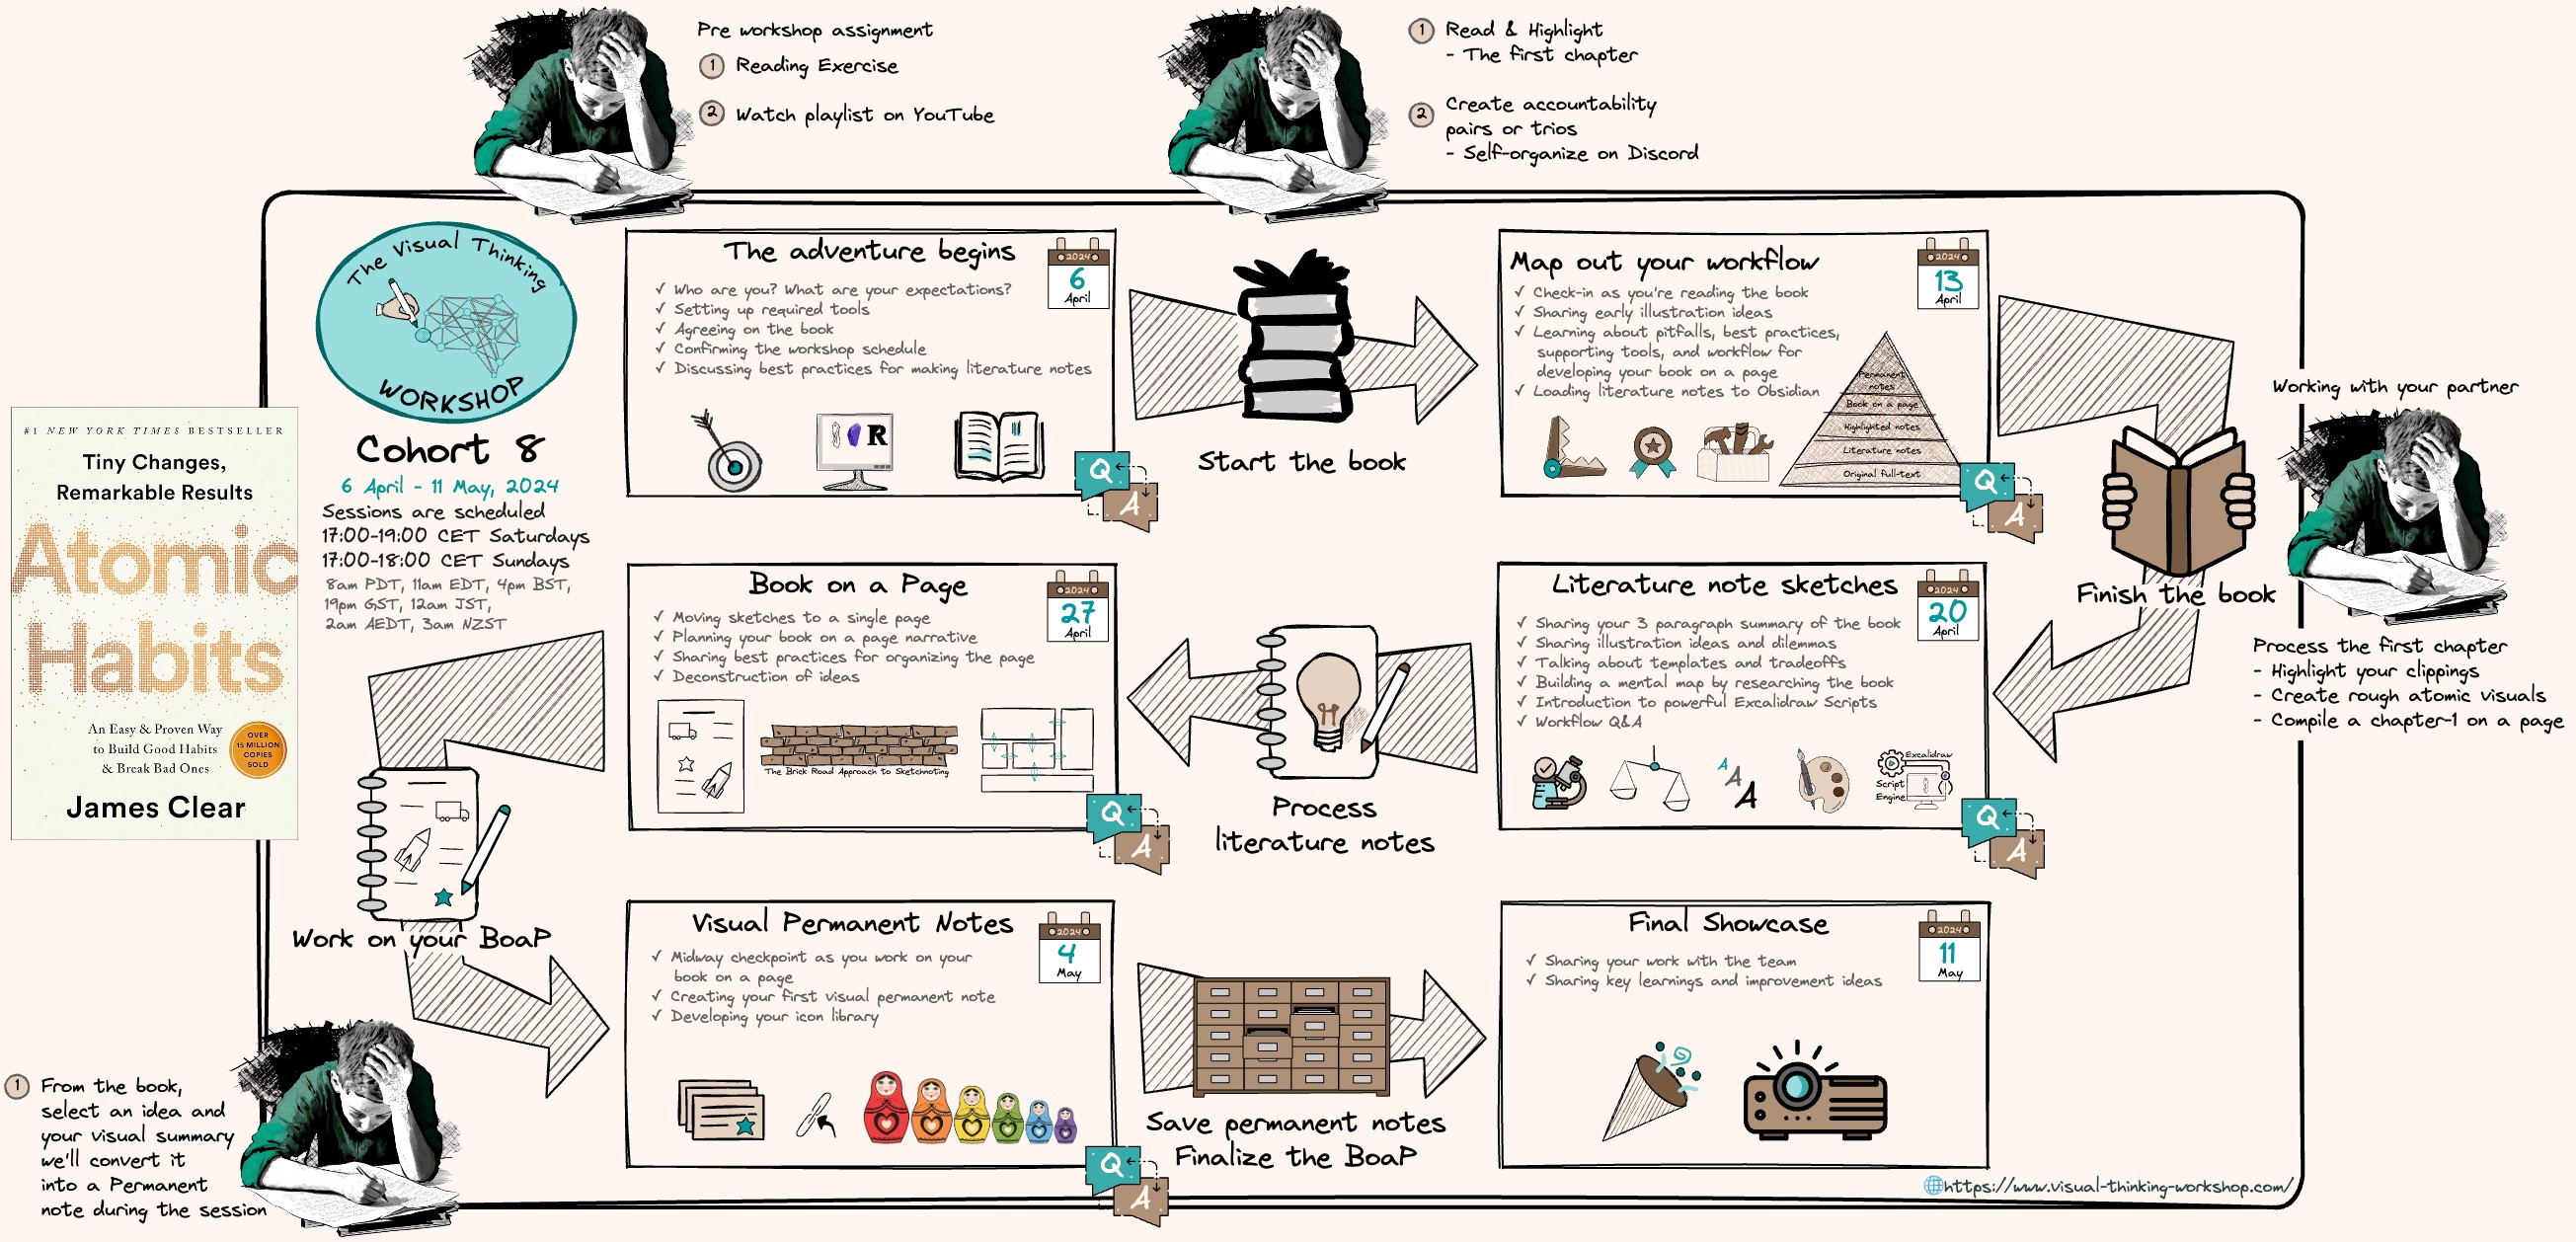 Pre workshop assignment
1 Reading Exercise
2 Watch playlist on YouTube
1 Read & Highlight
- The first chapter
2 Create accountability
pairs or trios
- Self-organize on Discord
The Visual Thinking
WORKSHOP
Cohort 8
6 April - 11 May, 2024
Sessions are scheduled
17:00-19:00 CET Saturdays
17:00-18:00 CET Sundays
8am PDT, 11am EDT, 4pm BST,
19pm GST, 12am JST,
2am AEDT, 3am NZST
#1 NEW YORK TIMES BESTSELLER
Tiny Changes,
Remarkable Results
Atomic
Habits
An Easy & Proven Way
to Build Good Habits
& Break Bad Ones
OVER
15 MILLION
COPIES
SOLD
James Clear
The adventure begins
2024
6
April
✓ Who are you? What are your expectations?
✓ Setting up required tools
✓ Agreeing on the book
✓ Confirming the workshop schedule
✓ Discussing best practices for making literature notes
R
Q
A
Start the book
Map out your workflow
2024
13
April
✓ Check-in as you're reading the book
✓ Sharing early illustration ideas
✓ Learning about pitfalls, best practices,
supporting tools, and workflow for
developing your book on a page
✓ Loading literature notes to Obsidian
Permanent
notes
Book on a page
Highlighted notes
Literature notes
Original full-text
Q
A
Working with your partner
Finish the book
Process the first chapter
- Highlight your clippings
- Create rough atomic visuals
- Compile a chapter-1 on a page
Literature note sketches
2024
20
April
✓ Sharing your 3 paragraph summary of the book
✓ Sharing illustration ideas and dilemmas
✓ Talking about templates and tradeoffs
✓ Building a mental map by researching the book
✓ Introduction to powerful Excalidraw Scripts
✓ Workflow Q&A
A A A
Excalidraw
Script
Engine
Q
A
Process
literature notes
Book on a Page
2024
27
April
✓ Moving sketches to a single page
✓ Planning your book on a page narrative
✓ Sharing best practices for organizing the page
✓ Deconstruction of ideas
The Brick Road Approach to Sketchnoting
Q
A
Work on your BoaP
1 From the book,
select an idea and
your visual summary
we'll convert it
into a Permanent
note during the session
Visual Permanent Notes
2024
4
May
✓ Midway checkpoint as you work on your
book on a page
✓ Creating your first visual permanent note
✓ Developing your icon library
Q
A
Save permanent notes
Finalize the BoaP
Final Showcase
2024
11
May
✓ Sharing your work with the team
✓ Sharing key learnings and improvement ideas
https://www.visual-thinking-workshop.com/